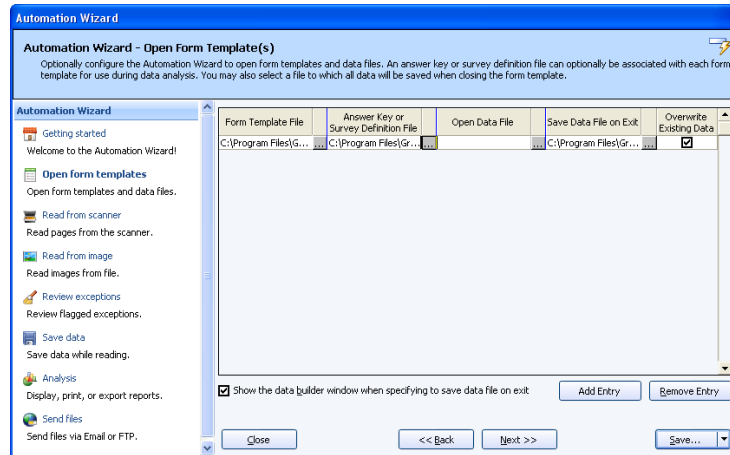 Automation Wizard
Automation Wizard - Open Form Template(s)
Optionally configure the Automation Wizard to open form templates and data files. An answer key or survey definition file can optionally be associated with each form
template for use during data analysis. You may also select a file to which all data will be saved when closing the form template.
Automation Wizard
Getting started
Welcome to the Automation Wizard!
Open form templates
Open form templates and data files.
Read from scanner
Read pages from the scanner.
Read from image
Read images from file.
Review exceptions
Review flagged exceptions.
Save data
Save data while reading.
Analysis
Display, print, or export reports.
Send files
Send files via Email or FTP.
Form Template File
Answer Key or
Survey Definition File
Open Data File
Save Data File on Exit
Overwrite
Existing Data
C:\Program Files\G... ... C:\Program Files\Gr... ... ... C:\Program Files\Gr... ...
Show the data builder window when specifying to save data file on exit
Add Entry
Remove Entry
Close
<< Back
Next >>
Save...